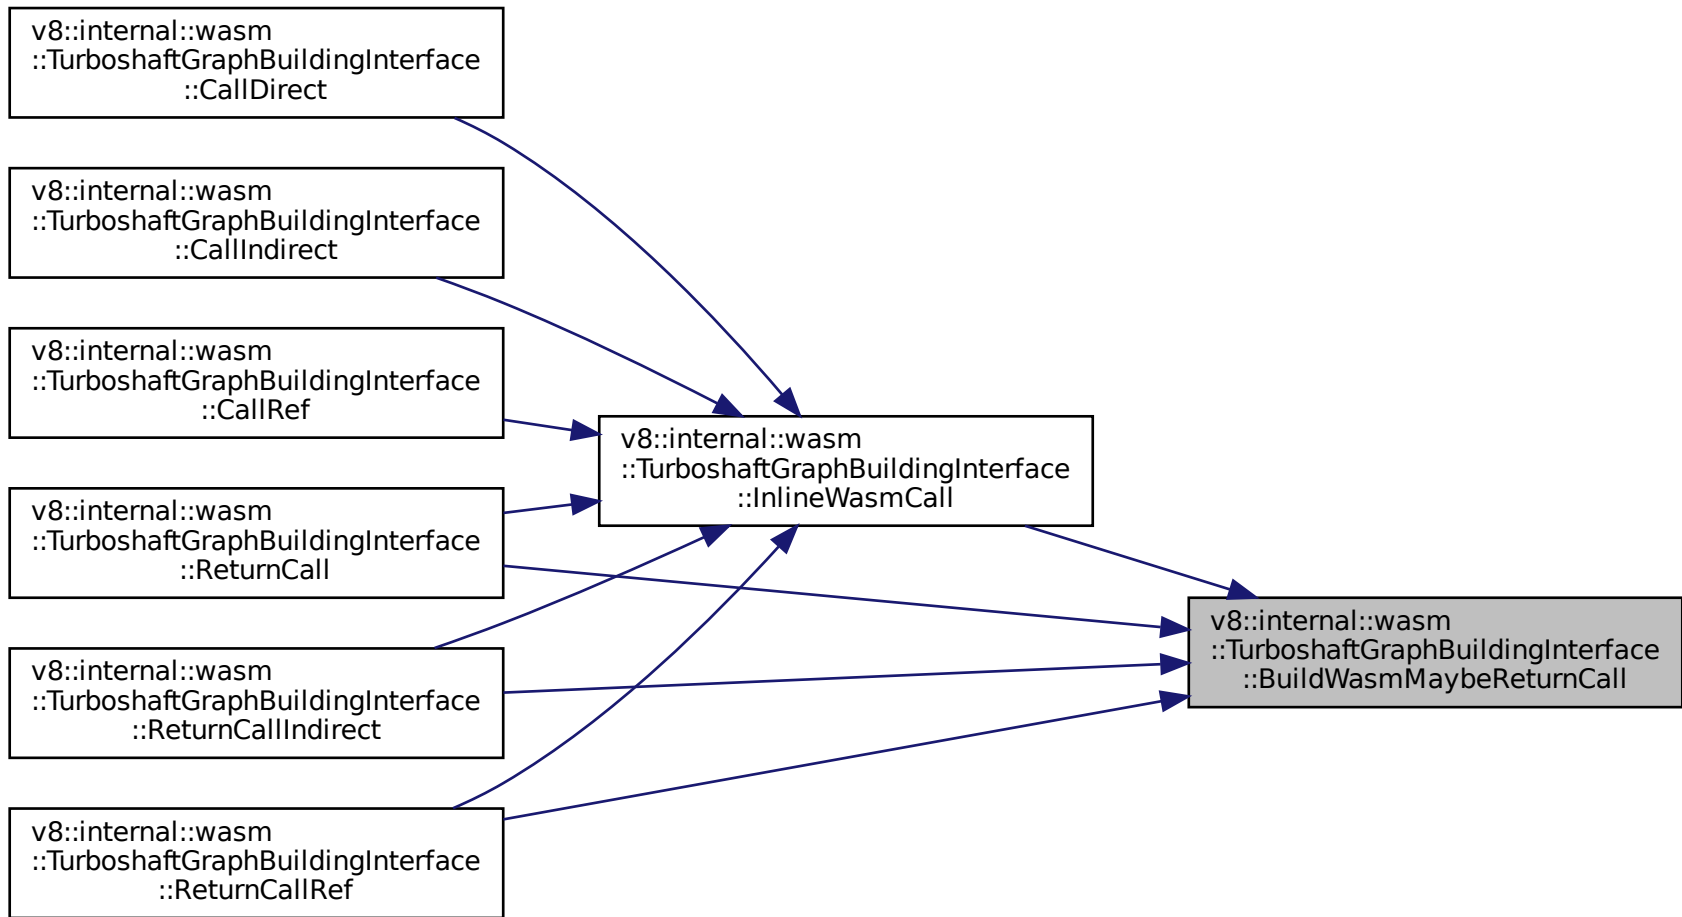 v8::internal::wasm
::TurboshaftGraphBuildingInterface
::CallDirect
v8::internal::wasm
::TurboshaftGraphBuildingInterface
::CallIndirect
v8::internal::wasm
::TurboshaftGraphBuildingInterface
::CallRef
v8::internal::wasm
::TurboshaftGraphBuildingInterface
::InlineWasmCall
v8::internal::wasm
::TurboshaftGraphBuildingInterface
::ReturnCall
v8::internal::wasm
::TurboshaftGraphBuildingInterface
::BuildWasmMaybeReturnCall
v8::internal::wasm
::TurboshaftGraphBuildingInterface
::ReturnCallIndirect
v8::internal::wasm
::TurboshaftGraphBuildingInterface
::ReturnCallRef